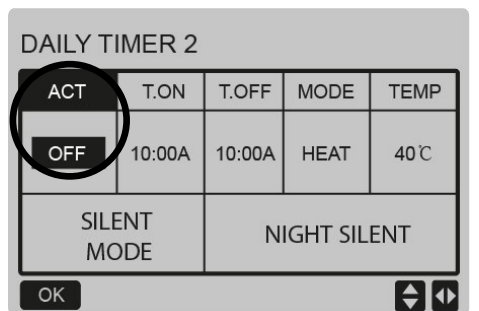 DAILY TIMER 2
ACT T.ON T.OFF MODE TEMP
OFF 10:00A 10:00A HEAT 40℃
SILENT
MODE
NIGHT SILENT
OK